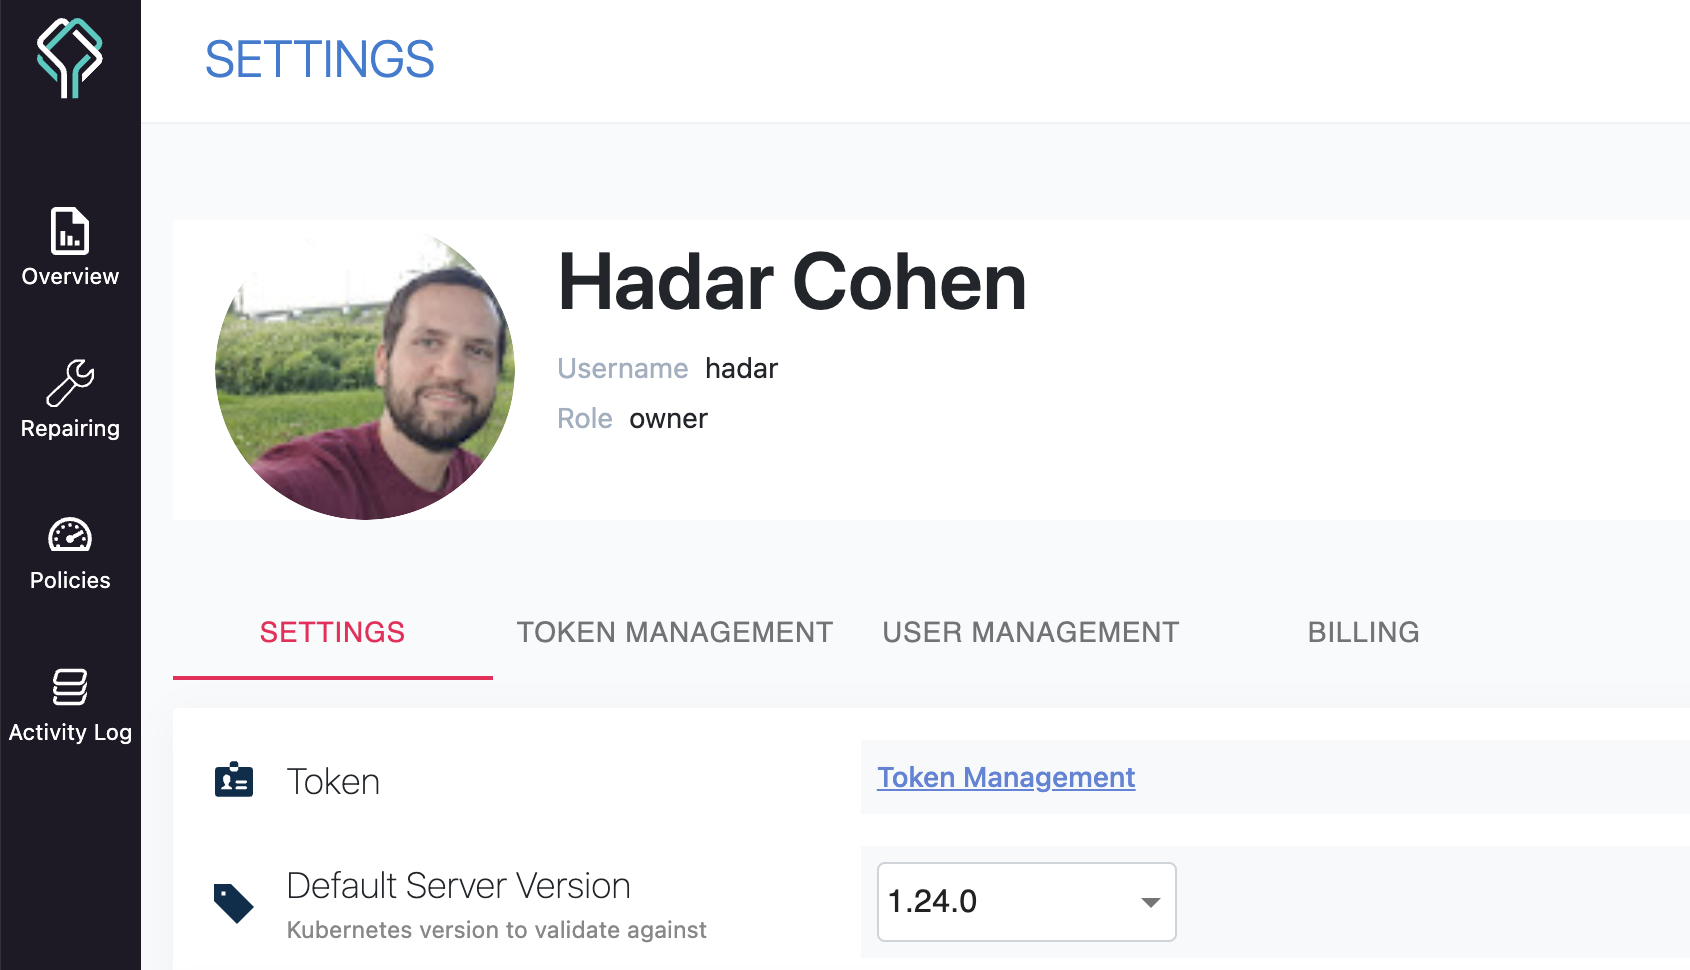 SETTINGS
Overview
Repairing
Policies
Activity Log
Hadar Cohen
Username hadar
Role owner
SETTINGS TOKEN MANAGEMENT USER MANAGEMENT BILLING
Token Token Management
Default Server Version 1.24.0
Kubernetes version to validate against